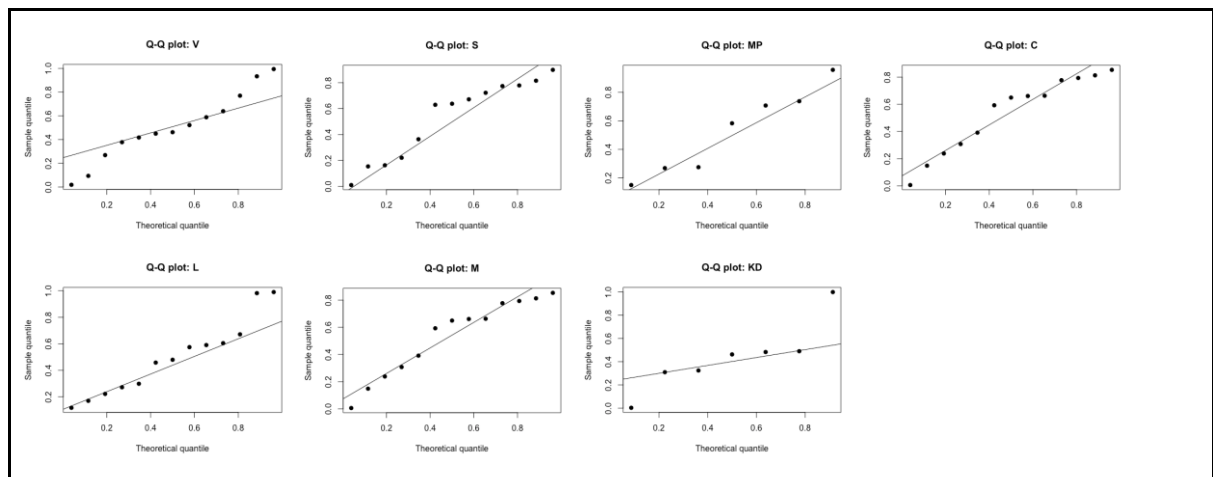 Q-Q plot: V
Sample quantile
0.0 0.2 0.4 0.6 0.8 1.0
0.2 0.4 0.6 0.8
Theoretical quantile
Q-Q plot: S
Sample quantile
0.0 0.2 0.4 0.6 0.8
0.2 0.4 0.6 0.8
Theoretical quantile
Q-Q plot: MP
Sample quantile
0.2 0.4 0.6 0.8
0.2 0.4 0.6 0.8
Theoretical quantile
Q-Q plot: C
Sample quantile
0.0 0.2 0.4 0.6 0.8
0.2 0.4 0.6 0.8
Theoretical quantile
Q-Q plot: L
Sample quantile
0.2 0.4 0.6 0.8 1.0
0.2 0.4 0.6 0.8
Theoretical quantile
Q-Q plot: M
Sample quantile
0.0 0.2 0.4 0.6 0.8
0.2 0.4 0.6 0.8
Theoretical quantile
Q-Q plot: KD
Sample quantile
0.0 0.2 0.4 0.6 0.8 1.0
0.2 0.4 0.6 0.8
Theoretical quantile